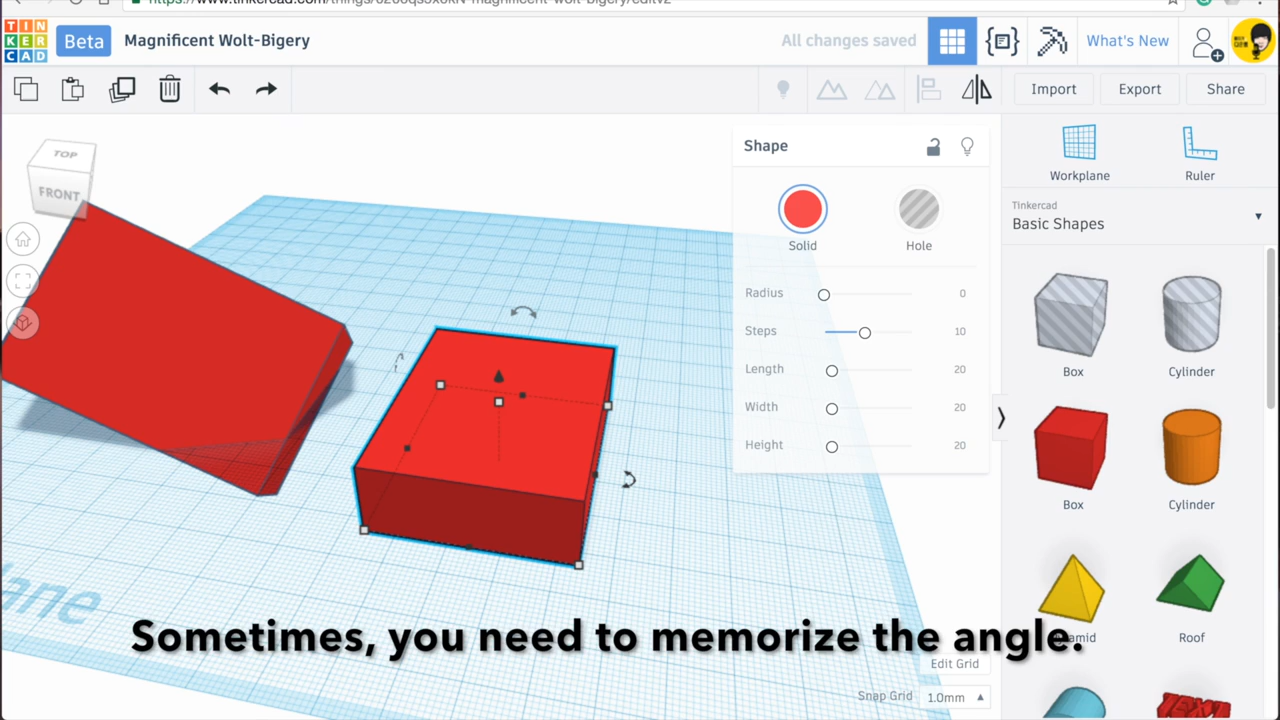 TIN
KER
CAD
Beta
Magnificent Wolt-Bigery
All changes saved
What's New
Import
Export
Share
TOP
FRONT
Shape
Solid
Hole
Radius 0
Steps 10
Length 20
Width 20
Height 20
Workplane
Ruler
Tinkercad
Basic Shapes
Box
Cylinder
Box
Cylinder
Roof
Sometimes, you need to memorize the angle.
Edit Grid
Snap Grid 1.0mm